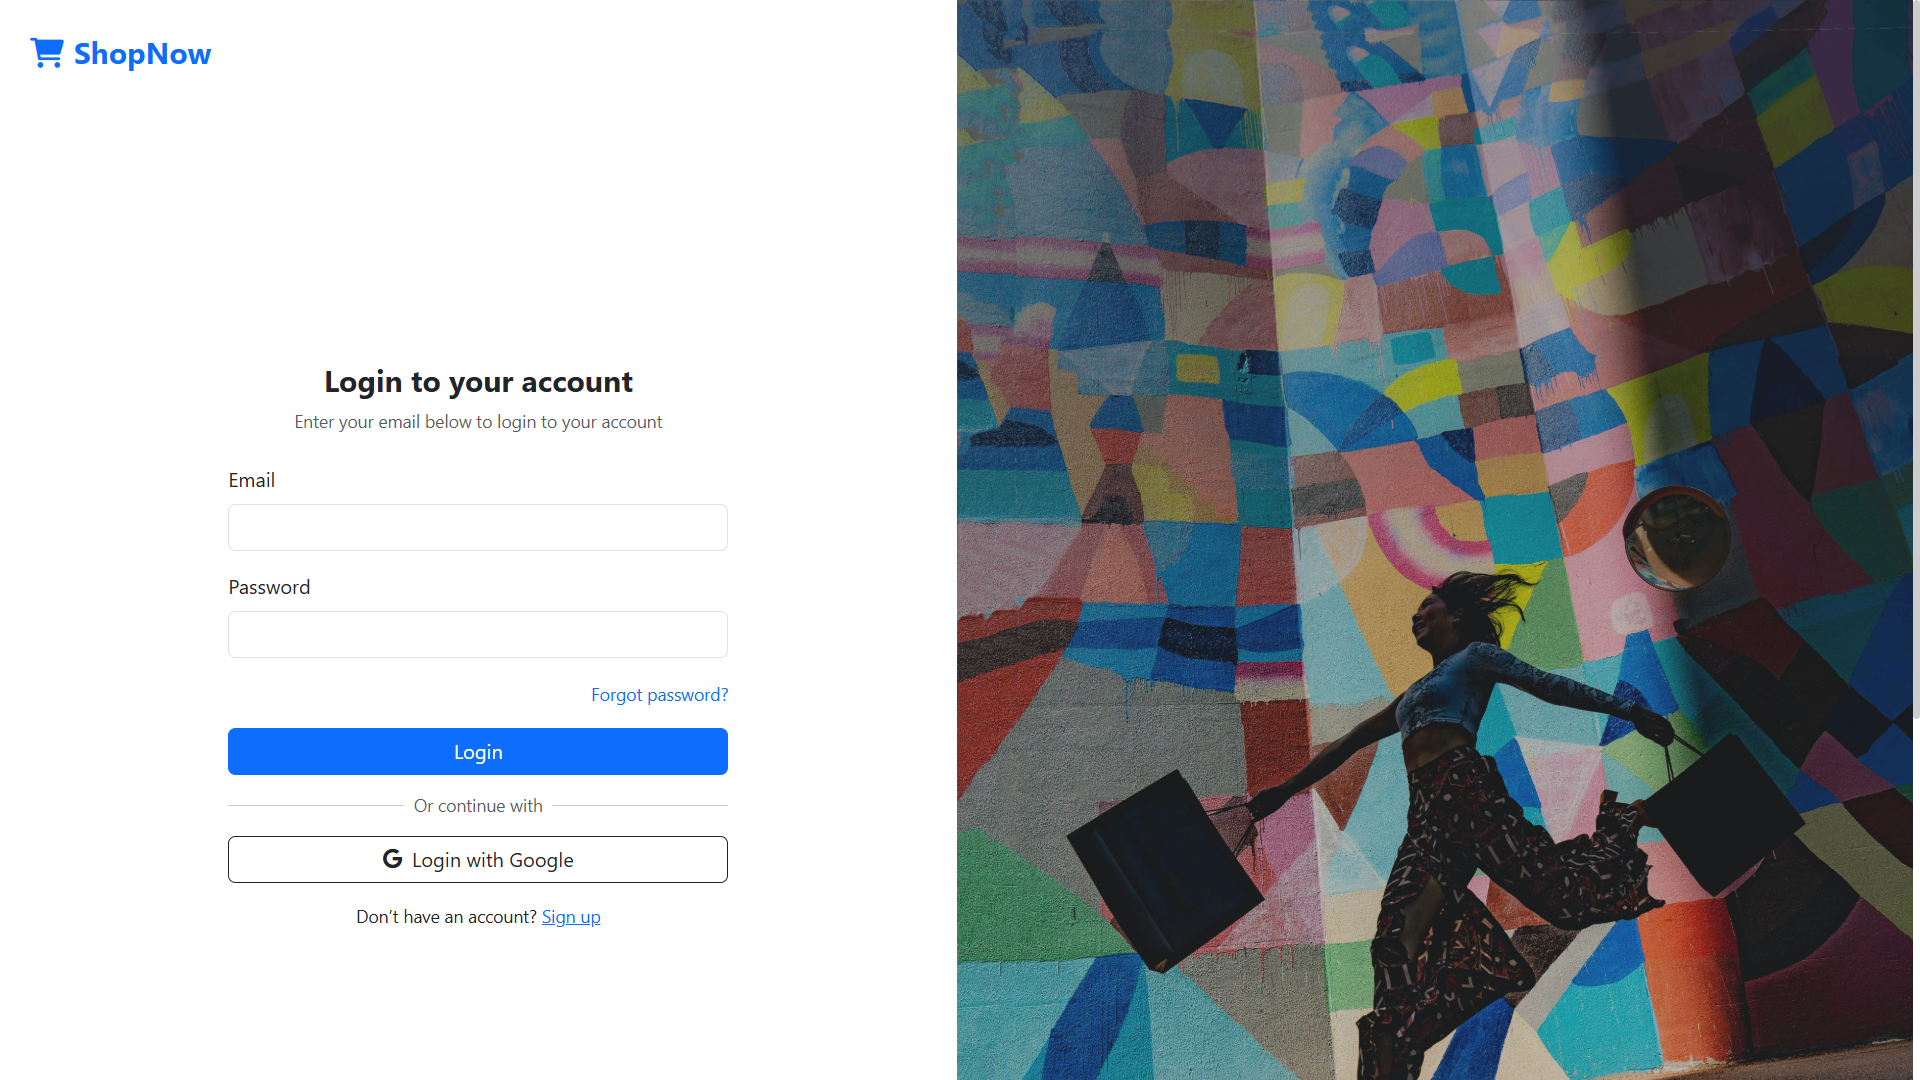 ShopNow
Login to your account
Enter your email below to login to your account
Email
Password
Forgot password?
Login
Or continue with
Login with Google
Don’t have an account? Sign up